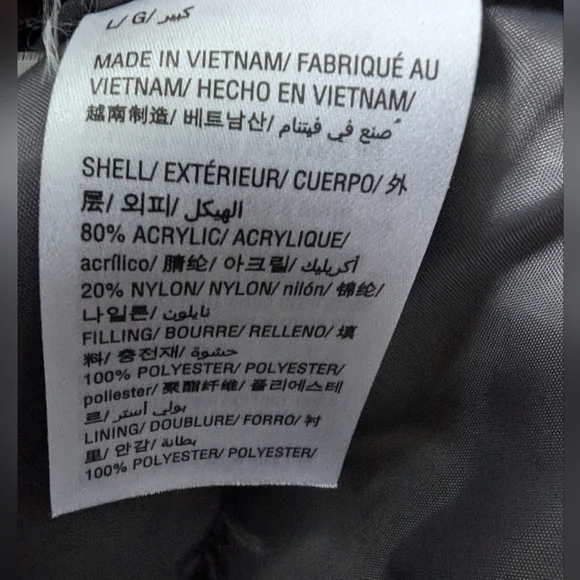 L/ G/ كبير
MADE IN VIETNAM/ FABRIQUÉ AU
VIETNAM/ HECHO EN VIETNAM/
越南制造/ 베트남산/ صنع في فيتنام
SHELL/ EXTÉRIEUR/ CUERPO/ 外
层/ 외피/ الهيكل
80% ACRYLIC/ ACRYLIQUE/
acrílico/ 腈纶/ 아크릴/ أكريليك
20% NYLON/ NYLON/ nilón/ 锦纶/
나일론/ نايلون
FILLING/ BOURRE/ RELLENO/ 填
料/ 충전재/ حشوة
100% POLYESTER/ POLYESTER/
poliester/ 聚酯纤维/ 폴리에스테
르/ بولي أستر
LINING/ DOUBLURE/ FORRO/ 衬
里/ 안감/ بطانة
100% POLYESTER/ POLYESTER/